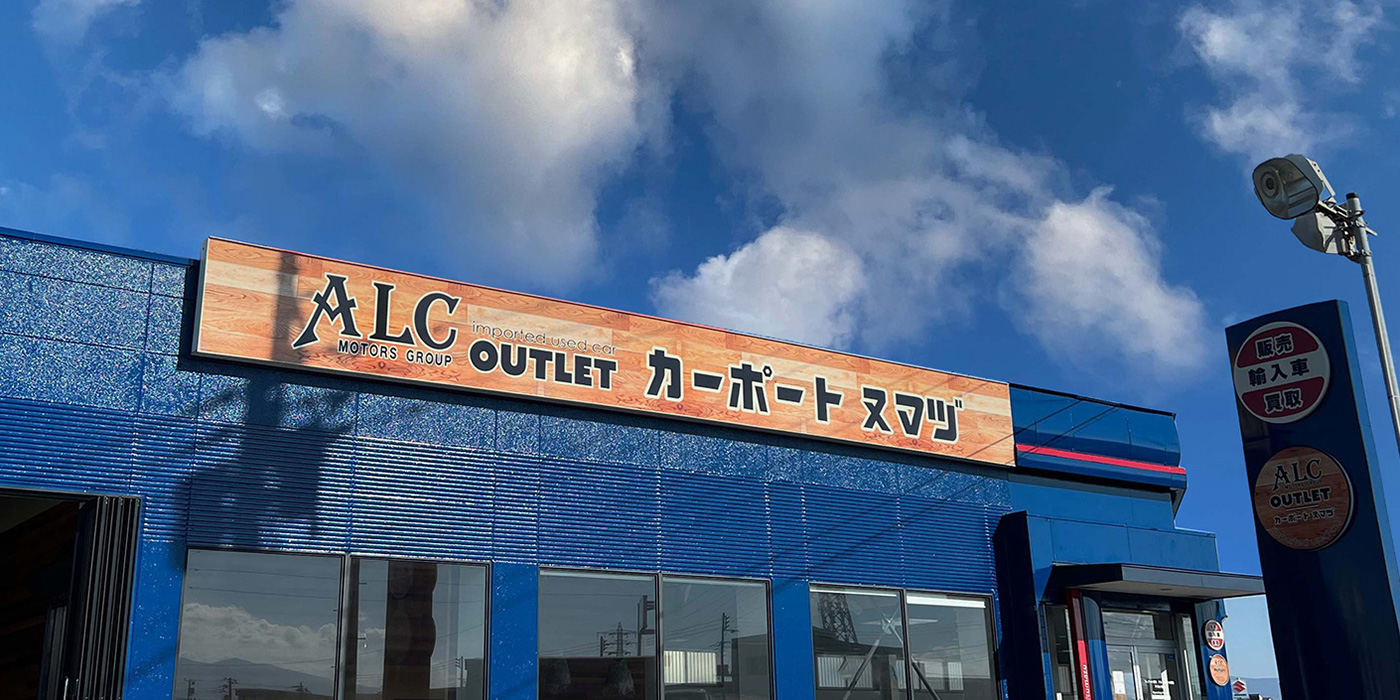 ALC
MOTORS GROUP
imported used car
OUTLET
カーポート ヌマヅ
販売
輸入車
買取
ALC
OUTLET
カーポート ヌマヅ